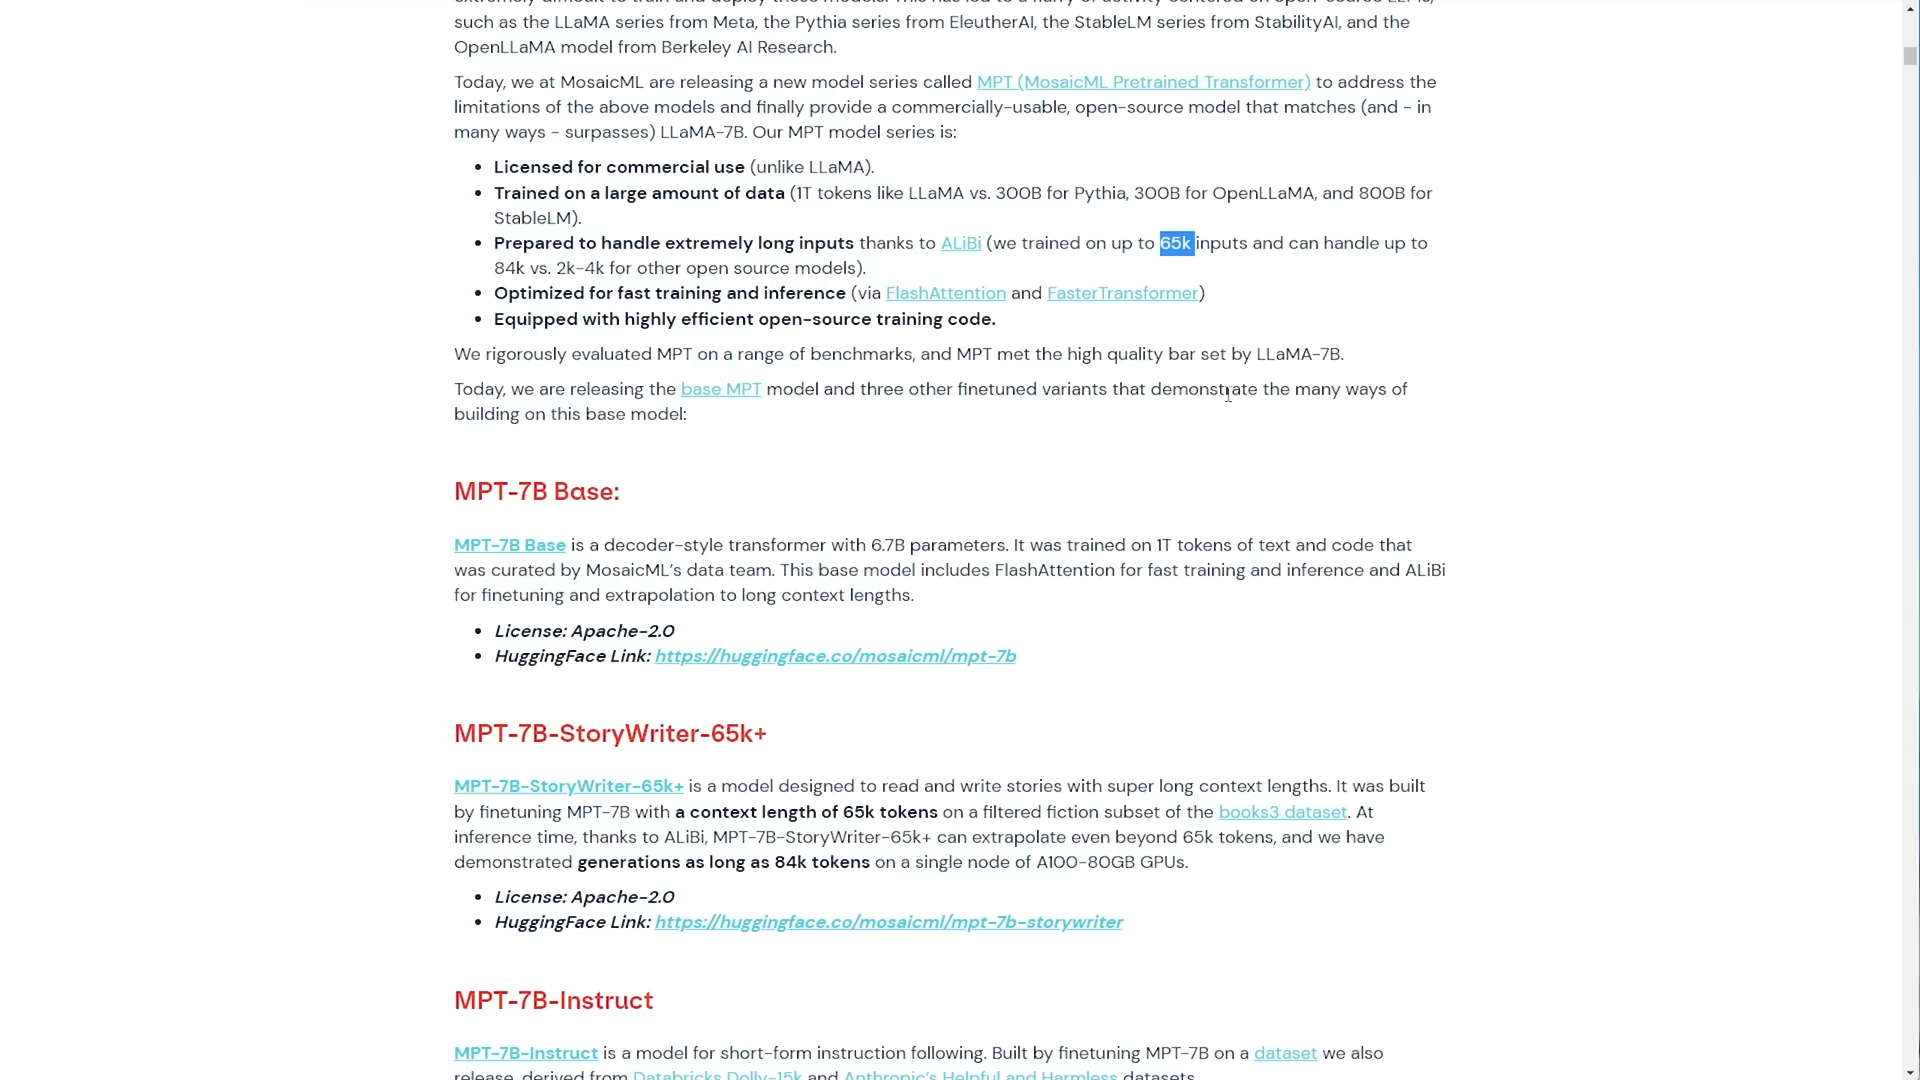 such as the LLaMA series from Meta, the Pythia series from EleutherAI, the StableLM series from StabilityAI, and the
OpenLLaMA model from Berkeley AI Research.
Today, we at MosaicML are releasing a new model series called MPT (MosaicML Pretrained Transformer) to address the
limitations of the above models and finally provide a commercially-usable, open-source model that matches (and - in
many ways - surpasses) LLaMA-7B. Our MPT model series is:
• Licensed for commercial use (unlike LLaMA).
• Trained on a large amount of data (1T tokens like LLaMA vs. 300B for Pythia, 300B for OpenLLaMA, and 800B for
StableLM).
• Prepared to handle extremely long inputs thanks to ALiBi (we trained on up to 65k inputs and can handle up to
84k vs. 2k-4k for other open source models).
• Optimized for fast training and inference (via FlashAttention and FasterTransformer)
• Equipped with highly efficient open-source training code.
We rigorously evaluated MPT on a range of benchmarks, and MPT met the high quality bar set by LLaMA-7B.
Today, we are releasing the base MPT model and three other finetuned variants that demonstrate the many ways of
building on this base model:
MPT-7B Base:
MPT-7B Base is a decoder-style transformer with 6.7B parameters. It was trained on 1T tokens of text and code that
was curated by MosaicML's data team. This base model includes FlashAttention for fast training and inference and ALiBi
for finetuning and extrapolation to long context lengths.
• License: Apache-2.0
• HuggingFace Link: https://huggingface.co/mosaicml/mpt-7b
MPT-7B-StoryWriter-65k+
MPT-7B-StoryWriter-65k+ is a model designed to read and write stories with super long context lengths. It was built
by finetuning MPT-7B with a context length of 65k tokens on a filtered fiction subset of the books3 dataset. At
inference time, thanks to ALiBi, MPT-7B-StoryWriter-65k+ can extrapolate even beyond 65k tokens, and we have
demonstrated generations as long as 84k tokens on a single node of A100-80GB GPUs.
• License: Apache-2.0
• HuggingFace Link: https://huggingface.co/mosaicml/mpt-7b-storywriter
MPT-7B-Instruct
MPT-7B-Instruct is a model for short-form instruction following. Built by finetuning MPT-7B on a dataset we also
release, derived from Databricks Dolly-15k and Anthropic's Helpful and Harmless datasets.